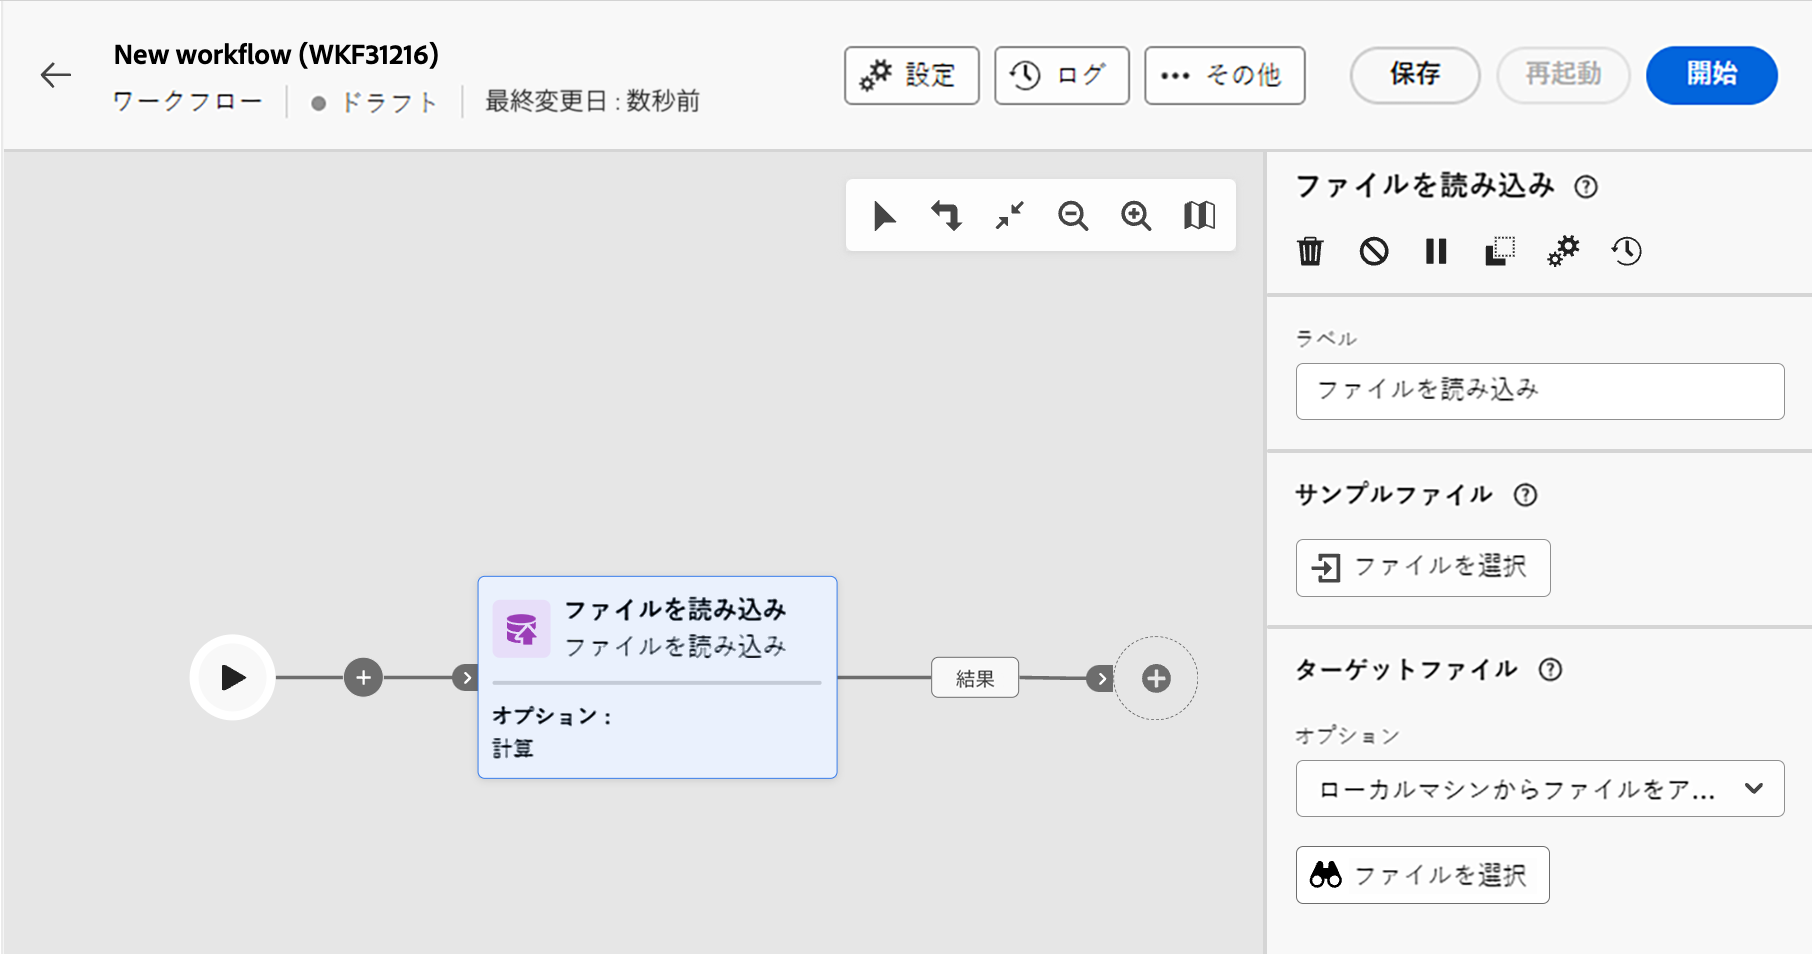 New workflow (WKF31216)
ワークフロー
ドラフト
最終変更日 : 数秒前
設定
ログ
その他
保存
再起動
開始
ファイルを読み込み
ラベル
ファイルを読み込み
サンプルファイル
ファイルを選択
ターゲットファイル
オプション
ローカルマシンからファイルをア...
ファイルを選択
ファイルを読み込み
ファイルを読み込み
オプション :
計算
結果